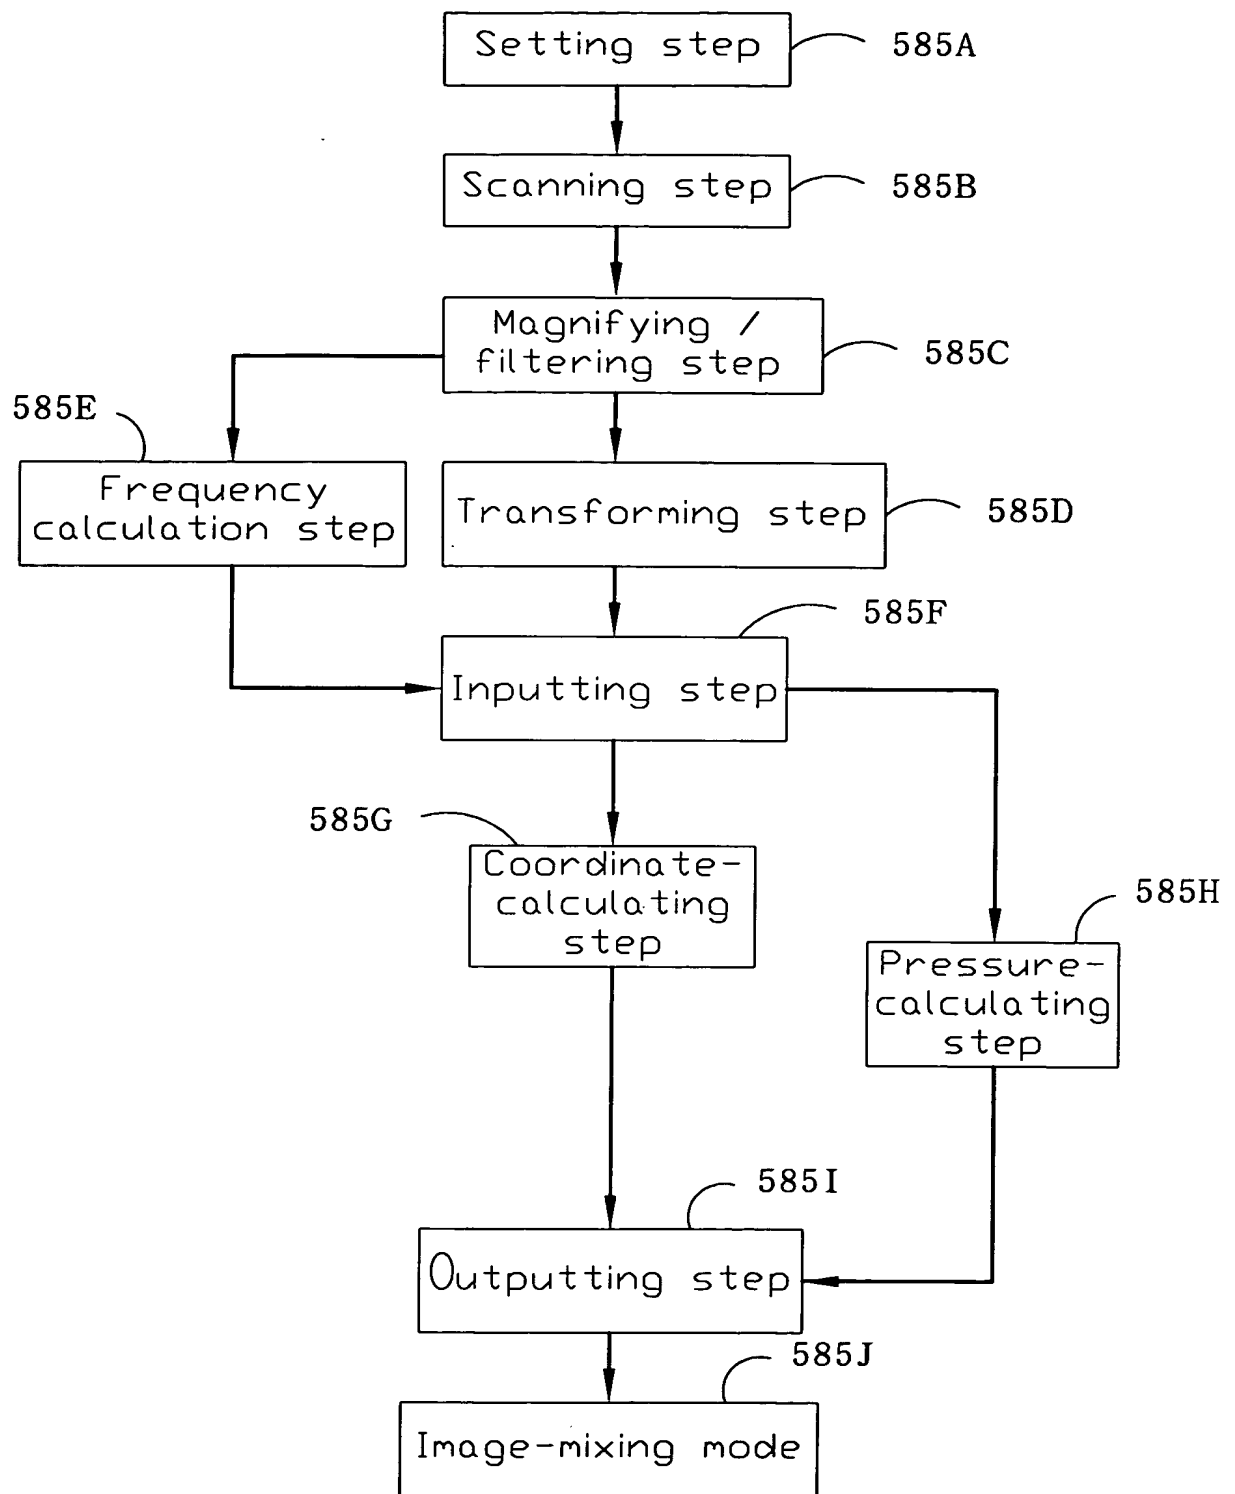 Setting step
585A
Scanning step
585B
Magnifying /
filtering step
585C
585E
Frequency
calculation step
Transforming step
585D
585F
Inputting step
585G
Coordinate-
calculating
step
585H
Pressure-
calculating
step
585I
Outputting step
585J
Image-mixing mode